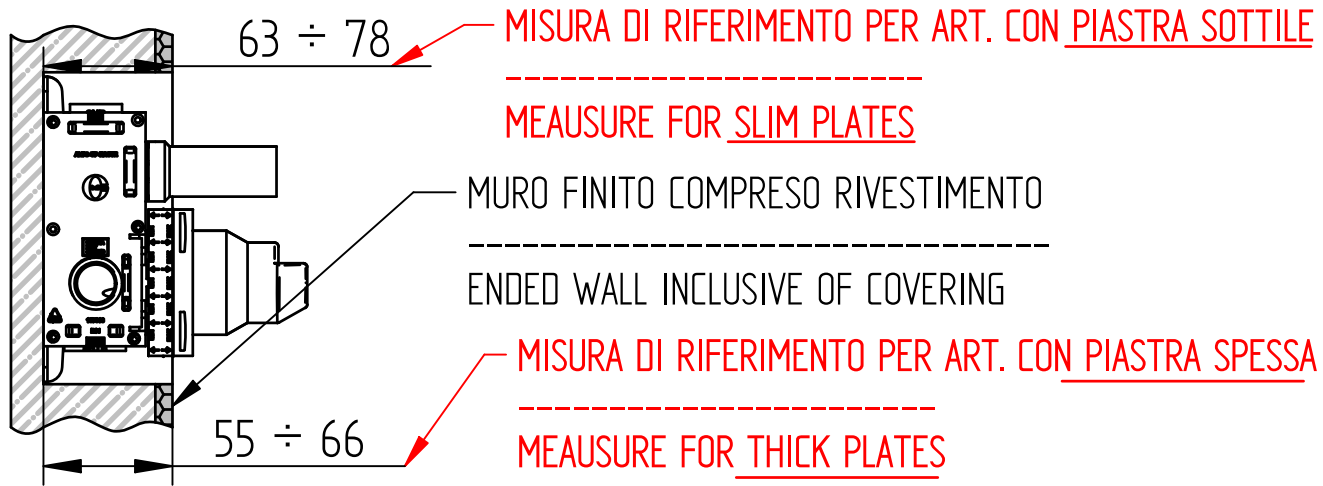 63 ÷ 78
MISURA DI RIFERIMENTO PER ART. CON PIASTRA SOTTILE
MEAUSURE FOR SLIM PLATES
MURO FINITO COMPRESO RIVESTIMENTO
ENDED WALL INCLUSIVE OF COVERING
MISURA DI RIFERIMENTO PER ART. CON PIASTRA SPESSA
55 ÷ 66
MEAUSURE FOR THICK PLATES